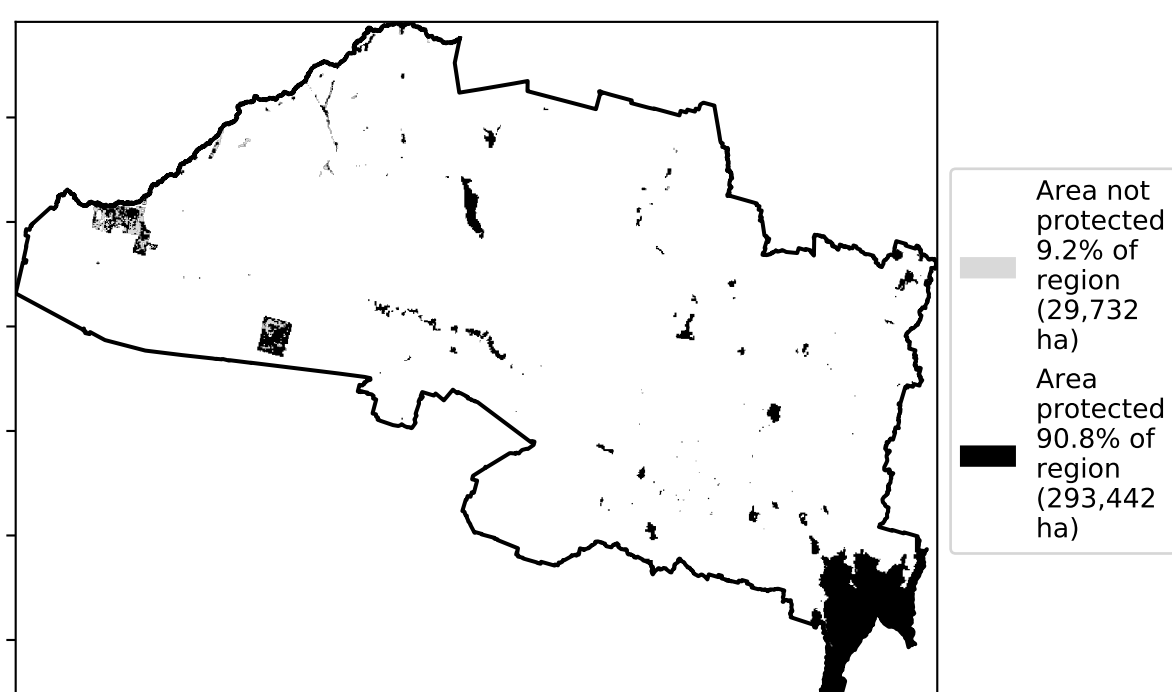 Area not
protected
9.2% of
region
(29,732
ha)
Area
protected
90.8% of
region
(293,442
ha)